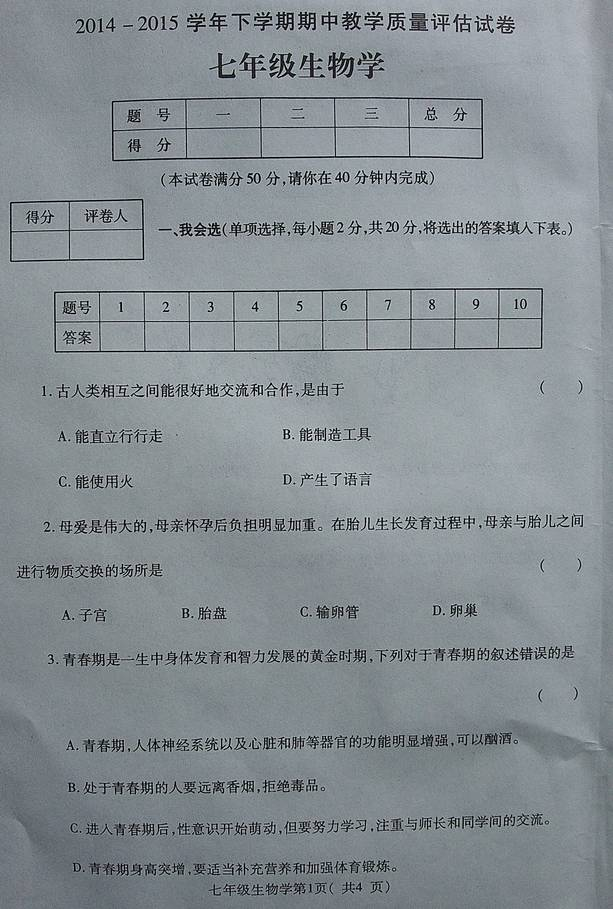 2014-2015 学年下学期期中教学质量评估试卷
七年级生物学
题 号 一 二 三 总 分
得 分
(本试卷满分 50 分,请你在 40 分钟内完成)
得分 评卷人
一、我会选(单项选择,每小题 2 分,共 20 分,将选出的答案填入下表。)
题号 1 2 3 4 5 6 7 8 9 10
答案
1. 古人类相互之间能很好地交流和合作,是由于 ( )
A. 能直立行行走 B. 能制造工具
C. 能使用火 D. 产生了语言
2. 母爱是伟大的,母亲怀孕后负担明显加重。在胎儿生长发育过程中,母亲与胎儿之间
进行物质交换的场所是 ( )
A. 子宫 B. 胎盘 C. 输卵管 D. 卵巢
3. 青春期是一生中身体发育和智力发展的黄金时期,下列对于青春期的叙述错误的是
( )
A. 青春期,人体神经系统以及心脏和肺等器官的功能明显增强,可以酗酒。
B. 处于青春期的人要远离香烟,拒绝毒品。
C. 进入青春期后,性意识开始萌动,但要努力学习,注重与师长和同学间的交流。
D. 青春期身高突增,要适当补充营养和加强体育锻炼。
七年级生物学第1页( 共4 页)